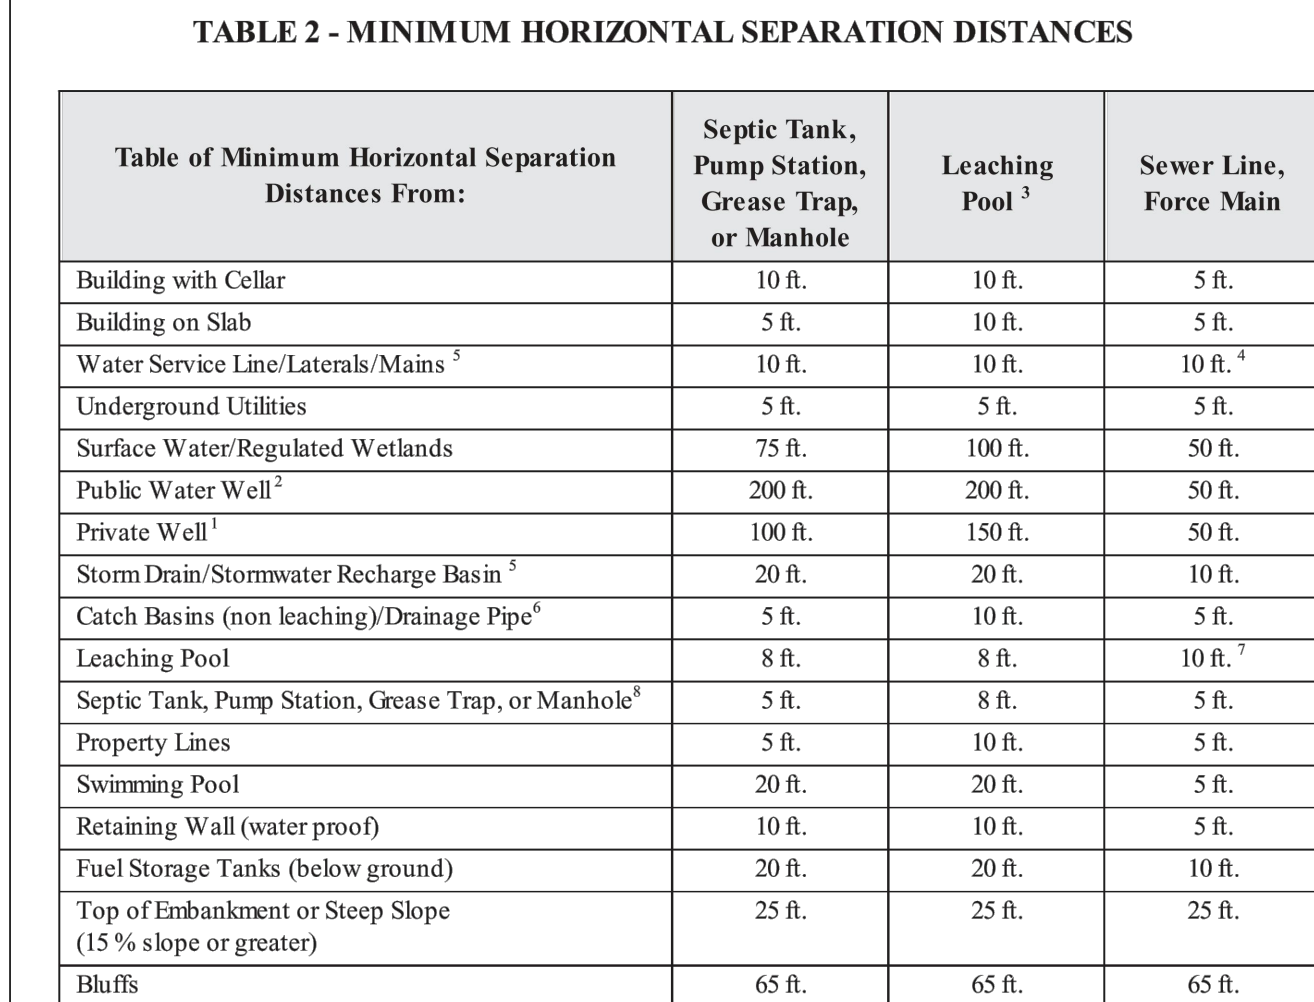 TABLE 2 - MINIMUM HORIZONTAL SEPARATION DISTANCES
Table of Minimum Horizontal Separation
Distances From:
Septic Tank,
Pump Station,
Grease Trap,
or Manhole
Leaching
Pool 3
Sewer Line,
Force Main
Building with Cellar 10 ft. 10 ft. 5 ft.
Building on Slab 5 ft. 10 ft. 5 ft.
Water Service Line/Laterals/Mains 5 10 ft. 10 ft. 10 ft. 4
Underground Utilities 5 ft. 5 ft. 5 ft.
Surface Water/Regulated Wetlands 75 ft. 100 ft. 50 ft.
Public Water Well 2 200 ft. 200 ft. 50 ft.
Private Well 1 100 ft. 150 ft. 50 ft.
Storm Drain/Stormwater Recharge Basin 5 20 ft. 20 ft. 10 ft.
Catch Basins (non leaching)/Drainage Pipe6 5 ft. 10 ft. 5 ft.
Leaching Pool 8 ft. 8 ft. 10 ft. 7
Septic Tank, Pump Station, Grease Trap, or Manhole8 5 ft. 8 ft. 5 ft.
Property Lines 5 ft. 10 ft. 5 ft.
Swimming Pool 20 ft. 20 ft. 5 ft.
Retaining Wall (water proof) 10 ft. 10 ft. 5 ft.
Fuel Storage Tanks (below ground) 20 ft. 20 ft. 10 ft.
Top of Embankment or Steep Slope 25 ft. 25 ft. 25 ft.
(15 % slope or greater)
Bluffs 65 ft. 65 ft. 65 ft.